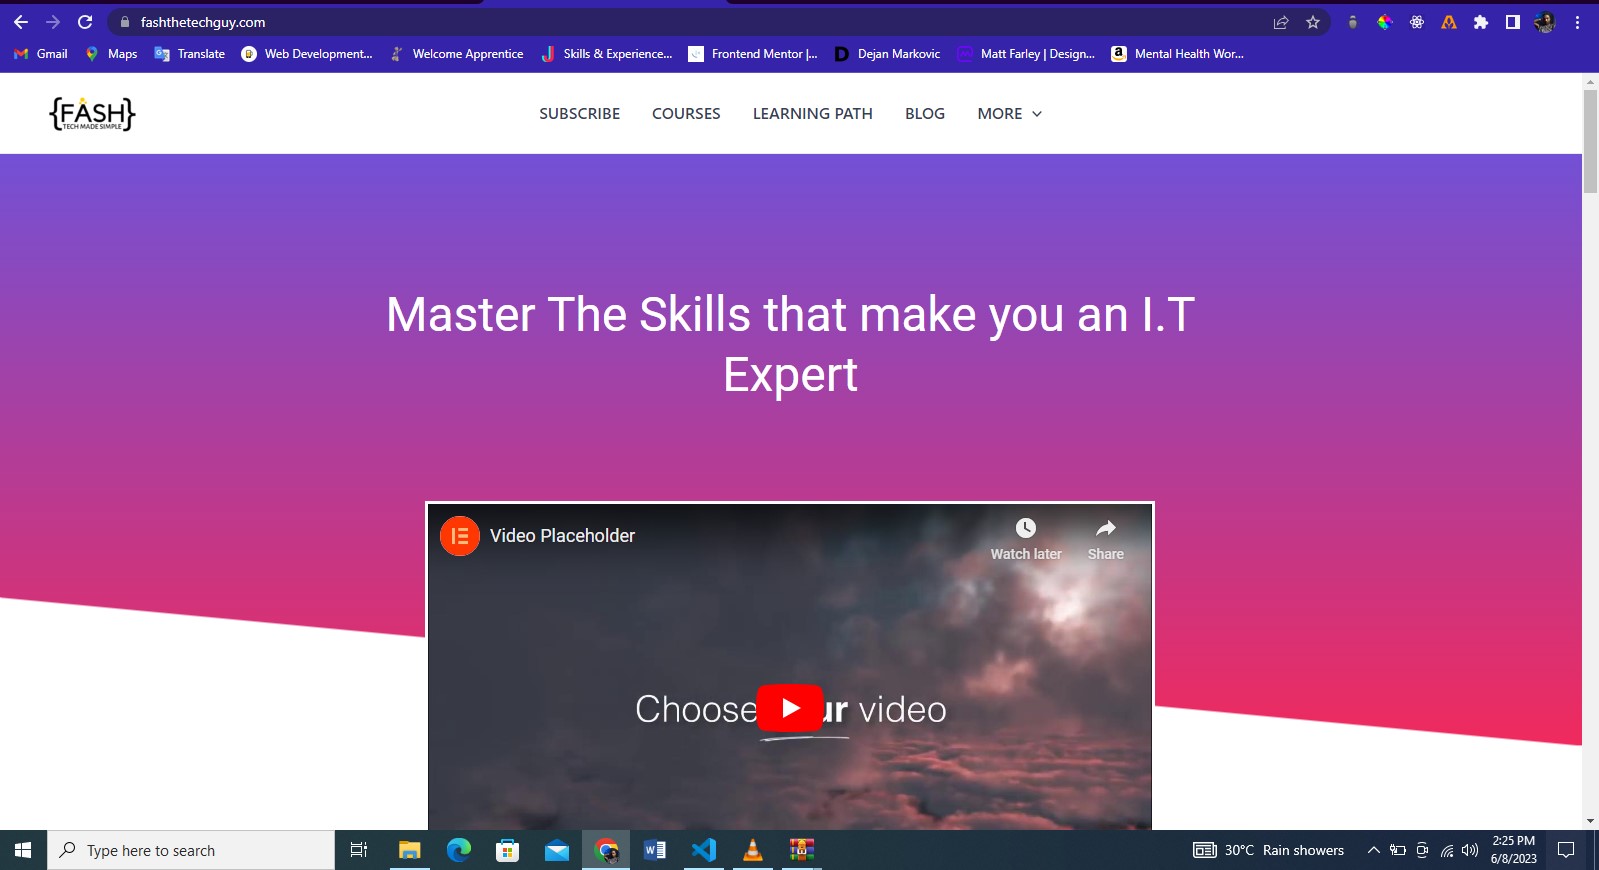 fashthetechguy.com
Gmail Maps Translate Web Development... Welcome Apprentice Skills & Experience... Frontend Mentor |... Dejan Markovic Matt Farley | Design... Mental Health Wor...
{FASH}
TECH MADE SIMPLE
SUBSCRIBE COURSES LEARNING PATH BLOG MORE
Master The Skills that make you an I.T
Expert
Video Placeholder
Watch later Share
Choose ur video
Type here to search
30°C Rain showers
2:25 PM
6/8/2023